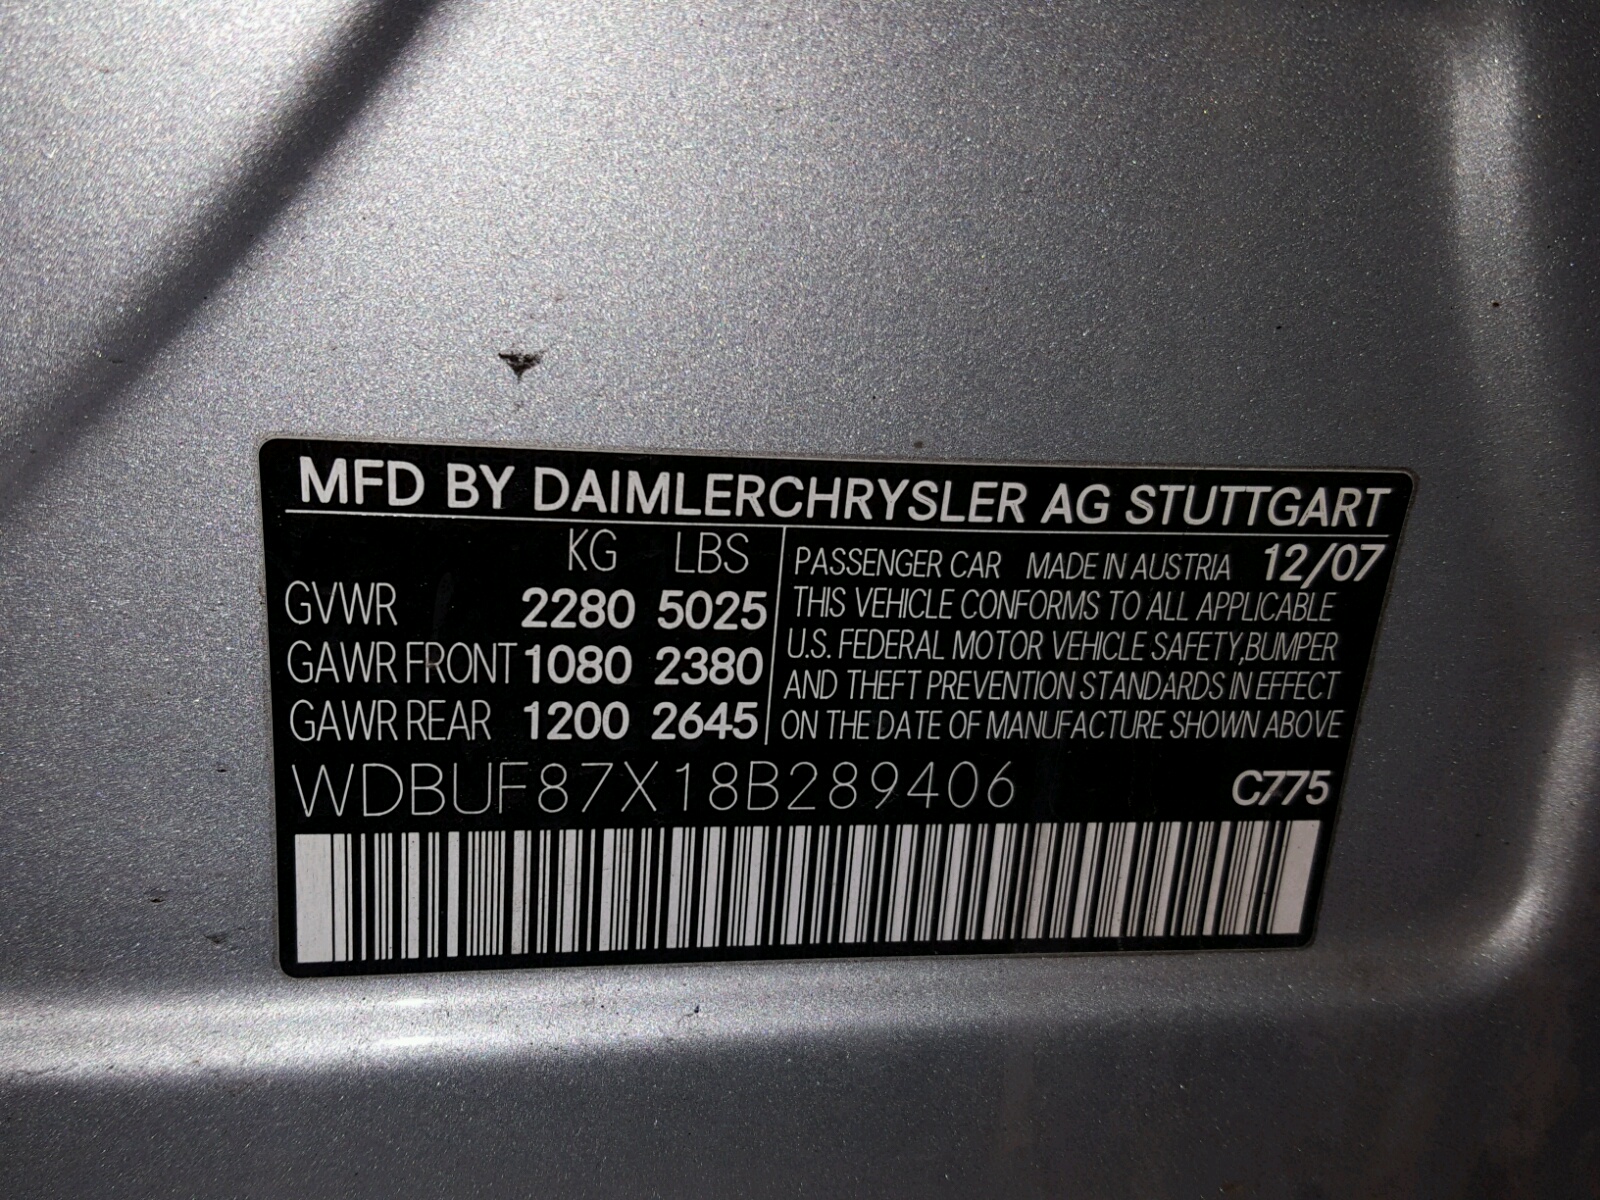 MFD BY DAIMLERCHRYSLER AG STUTTGART
KG LBS
GVWR 2280 5025
GAWR FRONT 1080 2380
GAWR REAR 1200 2645
PASSENGER CAR MADE IN AUSTRIA 12/07
THIS VEHICLE CONFORMS TO ALL APPLICABLE
U.S. FEDERAL MOTOR VEHICLE SAFETY,BUMPER
AND THEFT PREVENTION STANDARDS IN EFFECT
ON THE DATE OF MANUFACTURE SHOWN ABOVE
WDBUF87X18B289406 C775